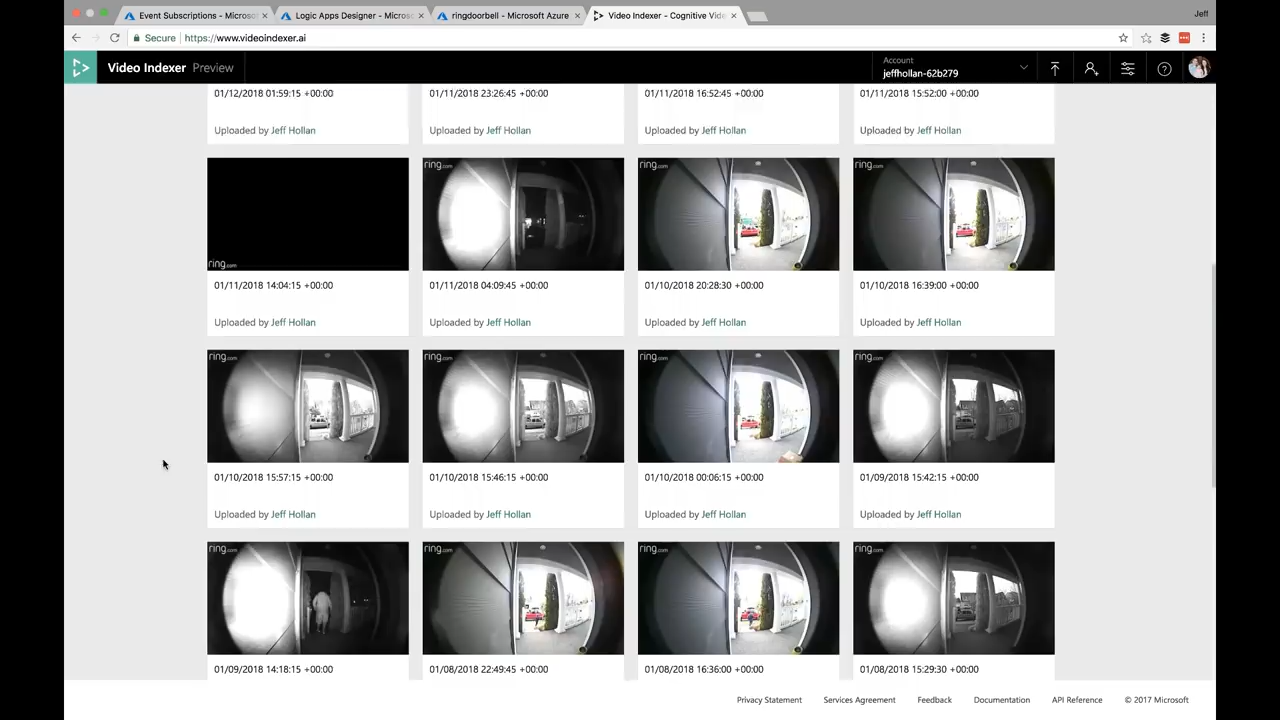 Event Subscriptions - Microso
Logic Apps Designer - Microso
ringdoorbell - Microsoft Azure
Video Indexer - Cognitive Vid
Jeff
Secure
https://www.videoindexer.ai
Video Indexer Preview
Account
jeffhollan-62b279
01/12/2018 01:59:15 +00:00
01/11/2018 23:26:45 +00:00
01/11/2018 16:52:45 +00:00
01/11/2018 15:52:00 +00:00
Uploaded by Jeff Hollan
Uploaded by Jeff Hollan
Uploaded by Jeff Hollan
Uploaded by Jeff Hollan
ring.com
ring.com
ring.com
ring.com
01/11/2018 14:04:15 +00:00
01/11/2018 04:09:45 +00:00
01/10/2018 20:28:30 +00:00
01/10/2018 16:39:00 +00:00
Uploaded by Jeff Hollan
Uploaded by Jeff Hollan
Uploaded by Jeff Hollan
Uploaded by Jeff Hollan
ring.com
ring.com
ring.com
ring.com
01/10/2018 15:57:15 +00:00
01/10/2018 15:46:15 +00:00
01/10/2018 00:06:15 +00:00
01/09/2018 15:42:15 +00:00
Uploaded by Jeff Hollan
Uploaded by Jeff Hollan
Uploaded by Jeff Hollan
Uploaded by Jeff Hollan
ring.com
ring.com
ring.com
ring.com
01/09/2018 14:18:15 +00:00
01/08/2018 22:49:45 +00:00
01/08/2018 16:36:00 +00:00
01/08/2018 15:29:30 +00:00
Privacy Statement
Services Agreement
Feedback
Documentation
API Reference
© 2017 Microsoft